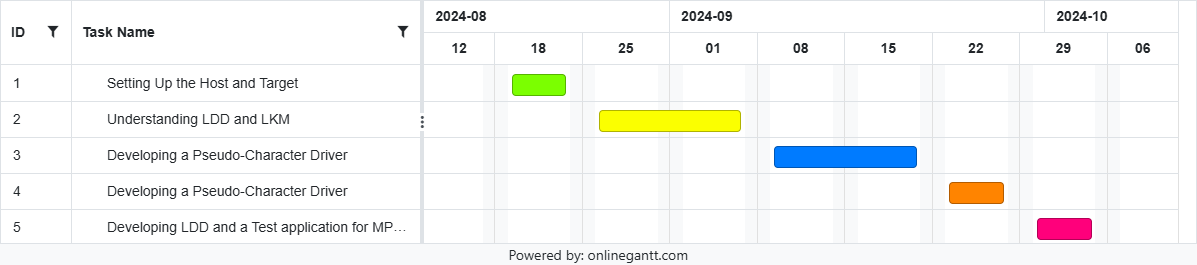 ID Task Name 2024-08 2024-09 2024-10
12 18 25 01 08 15 22 29 06
1 Setting Up the Host and Target
2 Understanding LDD and LKM
3 Developing a Pseudo-Character Driver
4 Developing a Pseudo-Character Driver
5 Developing LDD and a Test application for MP…
Powered by: onlinegantt.com